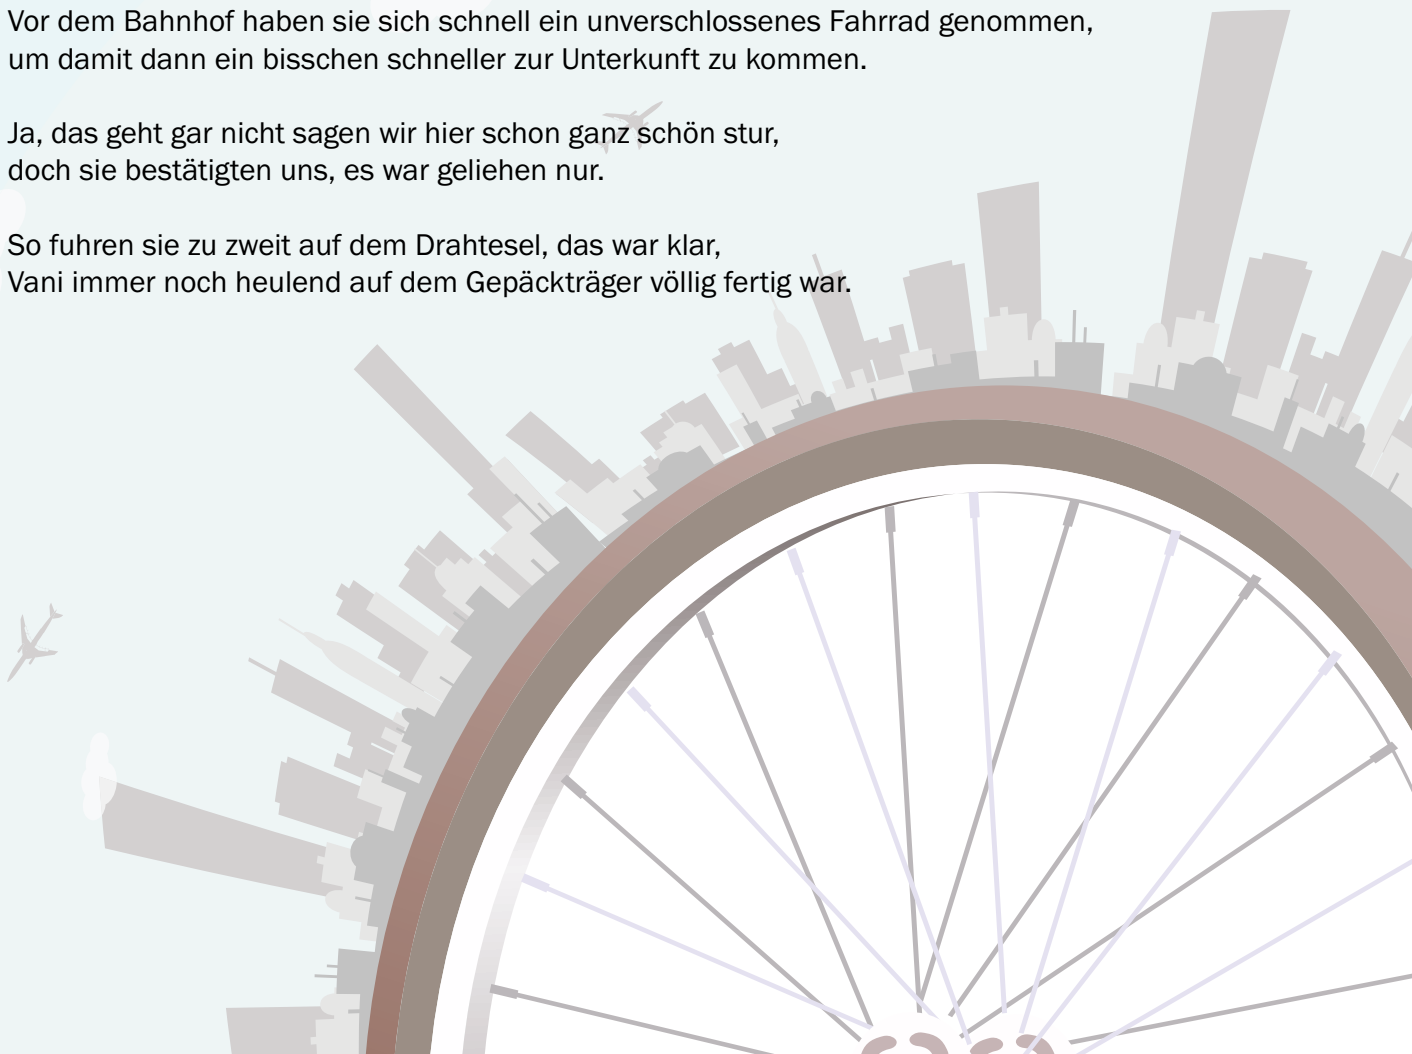 Vor dem Bahnhof haben sie sich schnell ein unverschlossenes Fahrrad genommen,
um damit dann ein bisschen schneller zur Unterkunft zu kommen.
Ja, das geht gar nicht sagen wir hier schon ganz schön stur,
doch sie bestätigten uns, es war geliehen nur.
So fuhren sie zu zweit auf dem Drahtesel, das war klar,
Vani immer noch heulend auf dem Gepäckträger völlig fertig war.